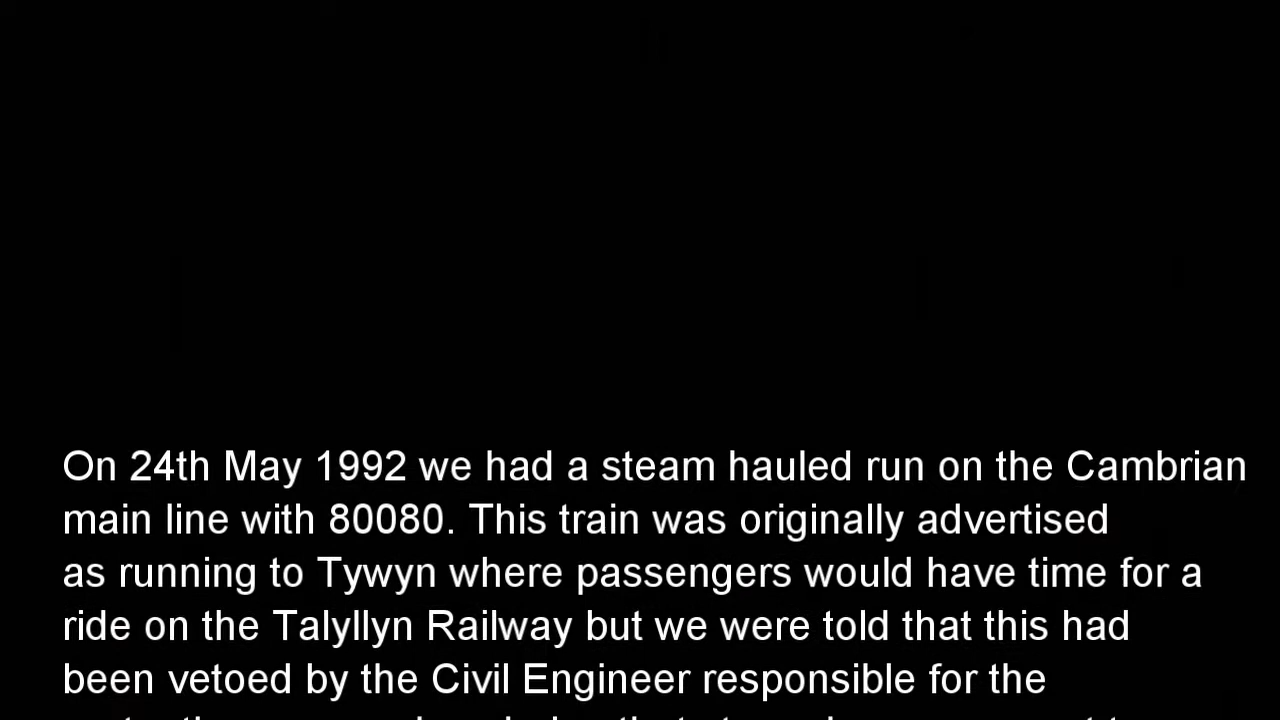 On 24th May 1992 we had a steam hauled run on the Cambrian
main line with 80080. This train was originally advertised
as running to Tywyn where passengers would have time for a
ride on the Talyllyn Railway but we were told that this had
been vetoed by the Civil Engineer responsible for the